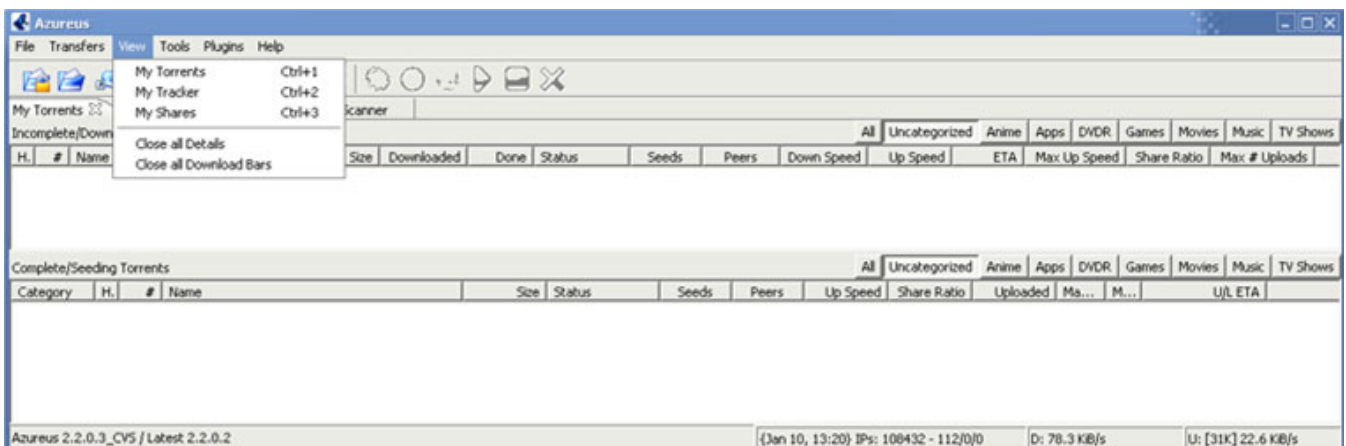 Azureus
File Transfers View Tools Plugins Help
My Torrents Ctrl+1
My Tracker Ctrl+2
My Shares Ctrl+3
Close all Details
Close all Download Bars
My Torrents
Incomplete/Down All Uncategorized Anime Apps DVDR Games Movies Music TV Shows
H. # Name Size Downloaded Done Status Seeds Peers Down Speed Up Speed ETA Max Up Speed Share Ratio Max # Uploads
Complete/Seeding Torrents All Uncategorized Anime Apps DVDR Games Movies Music TV Shows
Category H. # Name Size Status Seeds Peers Up Speed Share Ratio Uploaded Ma... M... U/L ETA
Azureus 2.2.0.3_CVS / Latest 2.2.0.2 {Jan 10, 13:20} IPs: 108432 - 112/0/0 D: 78.3 KiB/s U: [31K] 22.6 KiB/s